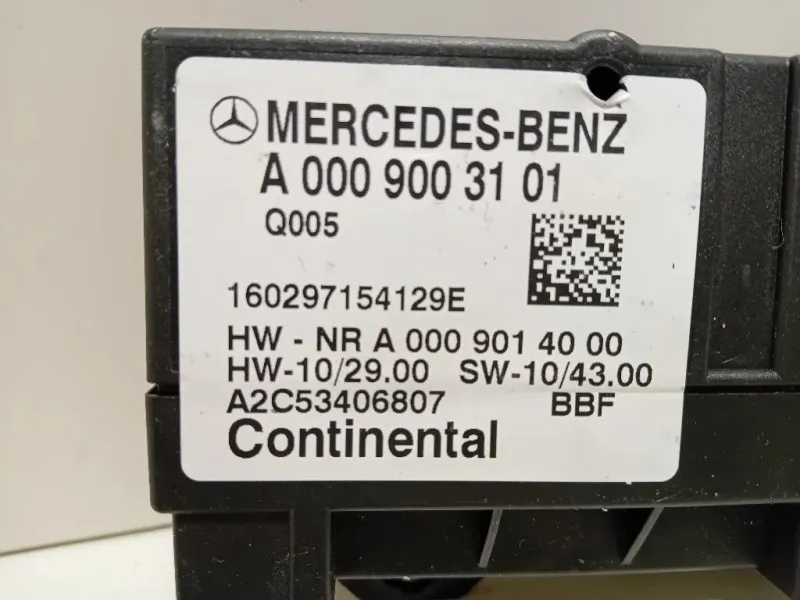 MERCEDES-BENZ
A 000 900 31 01
Q005
160297154129E
HW - NR A 000 901 40 00
HW-10/29.00 SW-10/43.00
A2C53406807 BBF
Continental